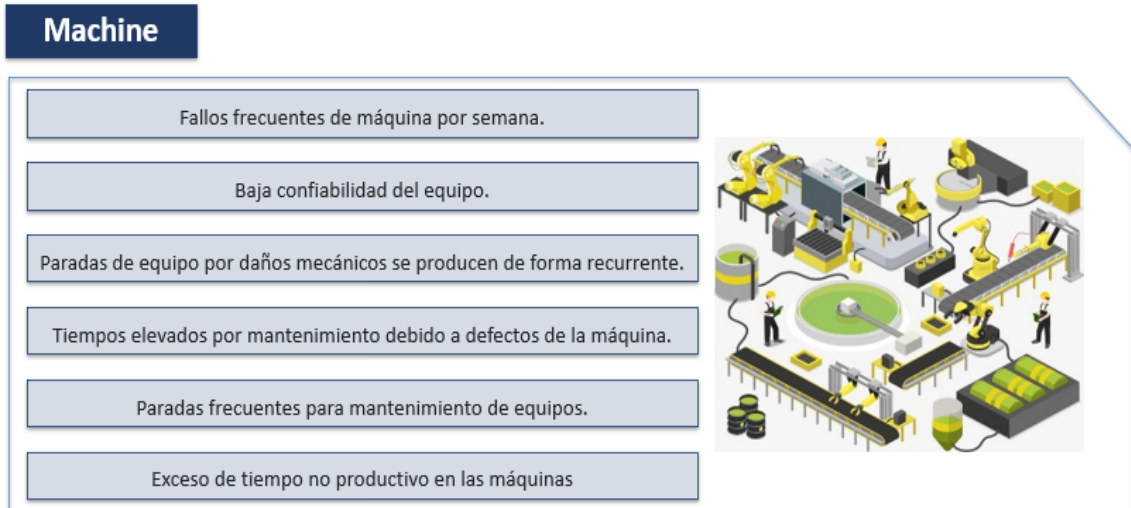 Machine
Fallos frecuentes de máquina por semana.
Baja confiabilidad del equipo.
Paradas de equipo por daños mecánicos se producen de forma recurrente.
Tiempos elevados por mantenimiento debido a defectos de la máquina.
Paradas frecuentes para mantenimiento de equipos.
Exceso de tiempo no productivo en las máquinas